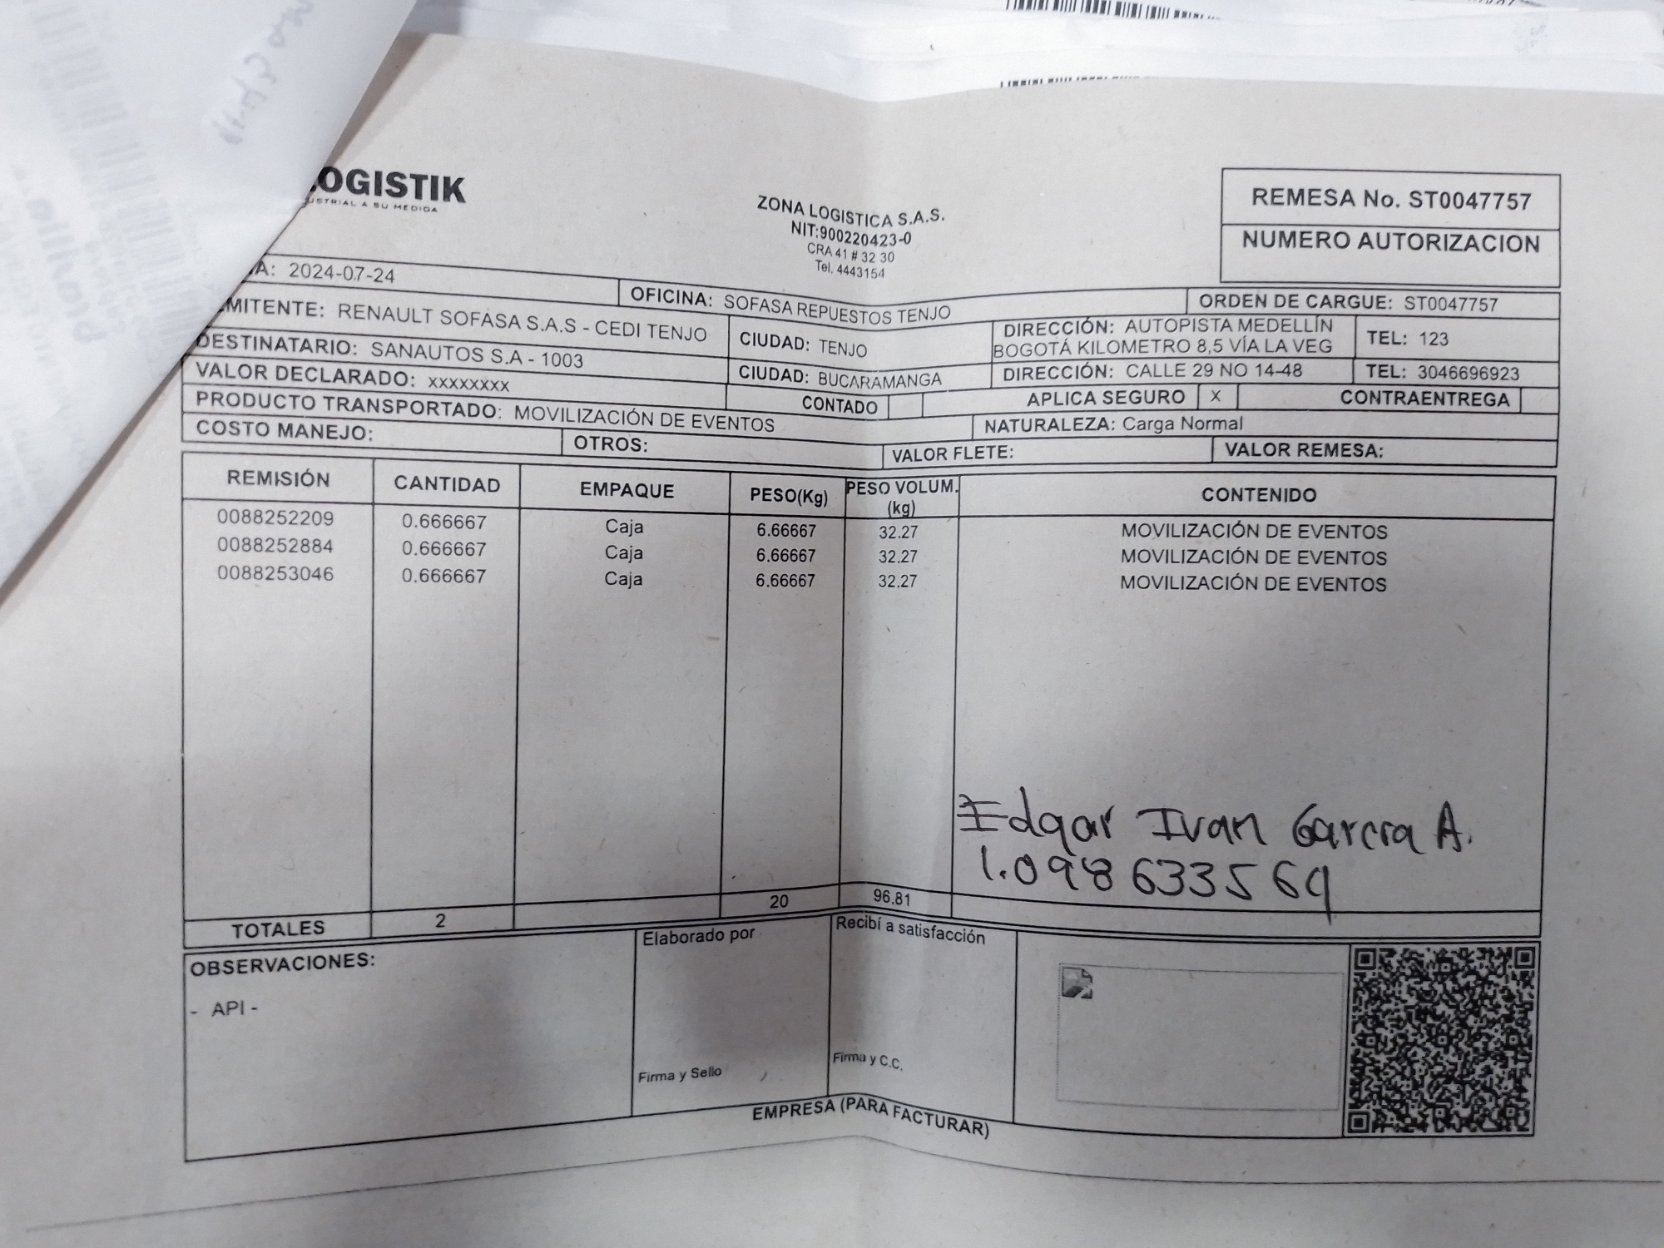 LOGISTIK
USTRIAL A SU MEDIDA
ZONA LOGISTICA S.A.S.
NIT:900220423-0
CRA 41 # 32 30
Tel. 4443154
REMESA No. ST0047757
NUMERO AUTORIZACION
A: 2024-07-24
OFICINA: SOFASA REPUESTOS TENJO
ORDEN DE CARGUE: ST0047757
MITENTE: RENAULT SOFASA S.A.S - CEDI TENJO
CIUDAD: TENJO
DIRECCIÓN: AUTOPISTA MEDELLÍN
BOGOTÁ KILOMETRO 8,5 VÍA LA VEG
TEL: 123
DESTINATARIO: SANAUTOS S.A - 1003
CIUDAD: BUCARAMANGA
DIRECCIÓN: CALLE 29 NO 14-48
TEL: 3046696923
VALOR DECLARADO: xxxxxxxx
CONTADO
APLICA SEGURO X
CONTRAENTREGA
PRODUCTO TRANSPORTADO: MOVILIZACIÓN DE EVENTOS
NATURALEZA: Carga Normal
COSTO MANEJO:
OTROS:
VALOR FLETE:
VALOR REMESA:
REMISIÓN CANTIDAD EMPAQUE PESO(Kg) PESO VOLUM. (kg) CONTENIDO
0088252209 0.666667 Caja 6.66667 32.27 MOVILIZACIÓN DE EVENTOS
0088252884 0.666667 Caja 6.66667 32.27 MOVILIZACIÓN DE EVENTOS
0088253046 0.666667 Caja 6.66667 32.27 MOVILIZACIÓN DE EVENTOS
Edgar Ivan Garcia A.
1.098633569
TOTALES 2 20 96.81
OBSERVACIONES:
- API -
Elaborado por
Firma y Sello
Recibí a satisfacción
Firma y C.C.
EMPRESA (PARA FACTURAR)